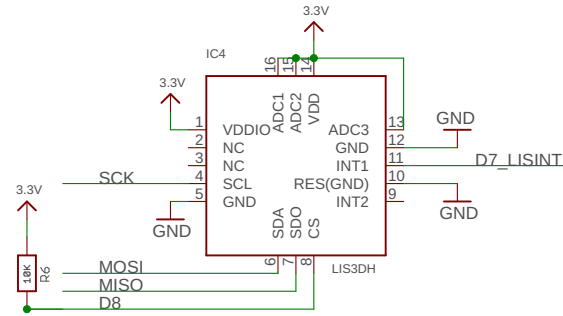 3.3V
IC4
16
15
14
3.3V
ADC1
ADC2
VDD
1
VDDIO
ADC3
13
GND
2
NC
GND
12
3
NC
INT1
11
D7_LISINT
SCK
4
SCL
RES(GND)
10
5
GND
INT2
9
3.3V
GND
GND
SDA
SDO
CS
6
7
8
LIS3DH
10K
R6
MOSI
MISO
D8